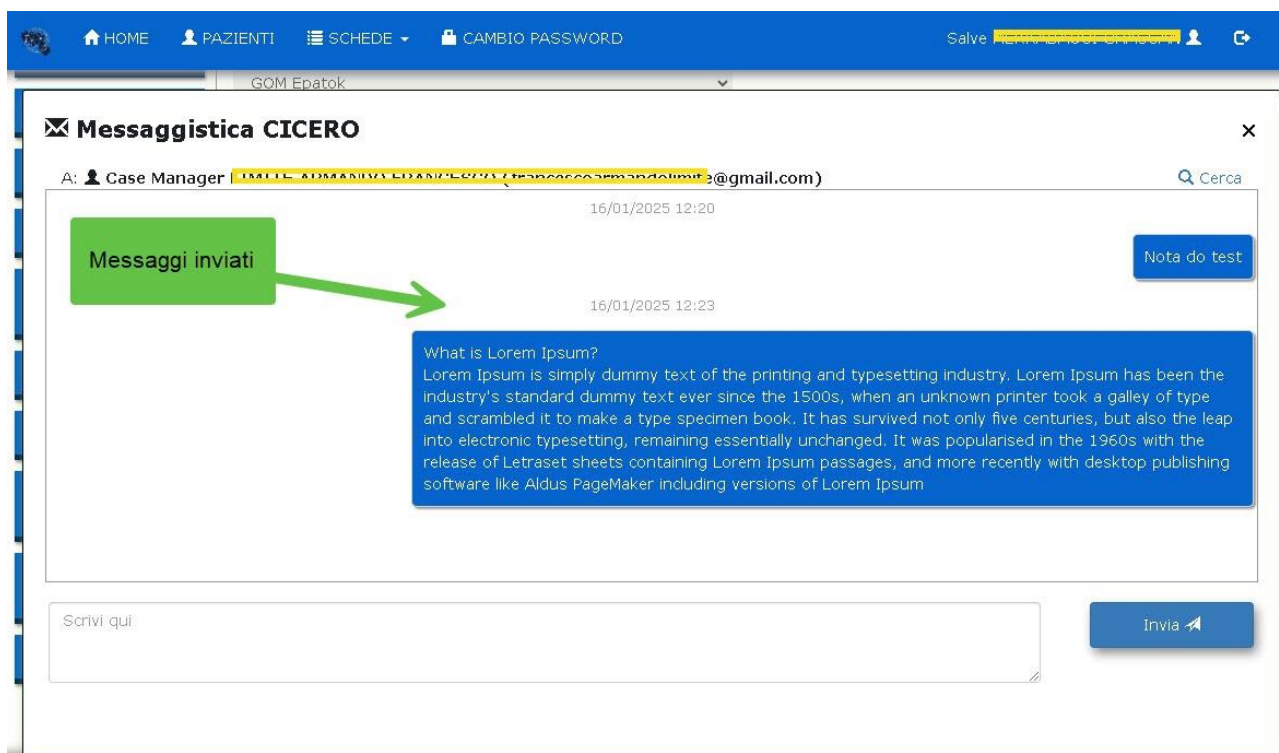 HOME PAZIENTI SCHEDE CAMBIO PASSWORD Salve
GOM Epatok
Messaggistica CICERO ×
A: Case Manager @gmail.com) Cerca
16/01/2025 12:20
Messaggi inviati
Nota do test
16/01/2025 12:23
What is Lorem Ipsum?
Lorem Ipsum is simply dummy text of the printing and typesetting industry. Lorem Ipsum has been the
industry's standard dummy text ever since the 1500s, when an unknown printer took a galley of type
and scrambled it to make a type specimen book. It has survived not only five centuries, but also the leap
into electronic typesetting, remaining essentially unchanged. It was popularised in the 1960s with the
release of Letraset sheets containing Lorem Ipsum passages, and more recently with desktop publishing
software like Aldus PageMaker including versions of Lorem Ipsum
Scrivi qui
Invia